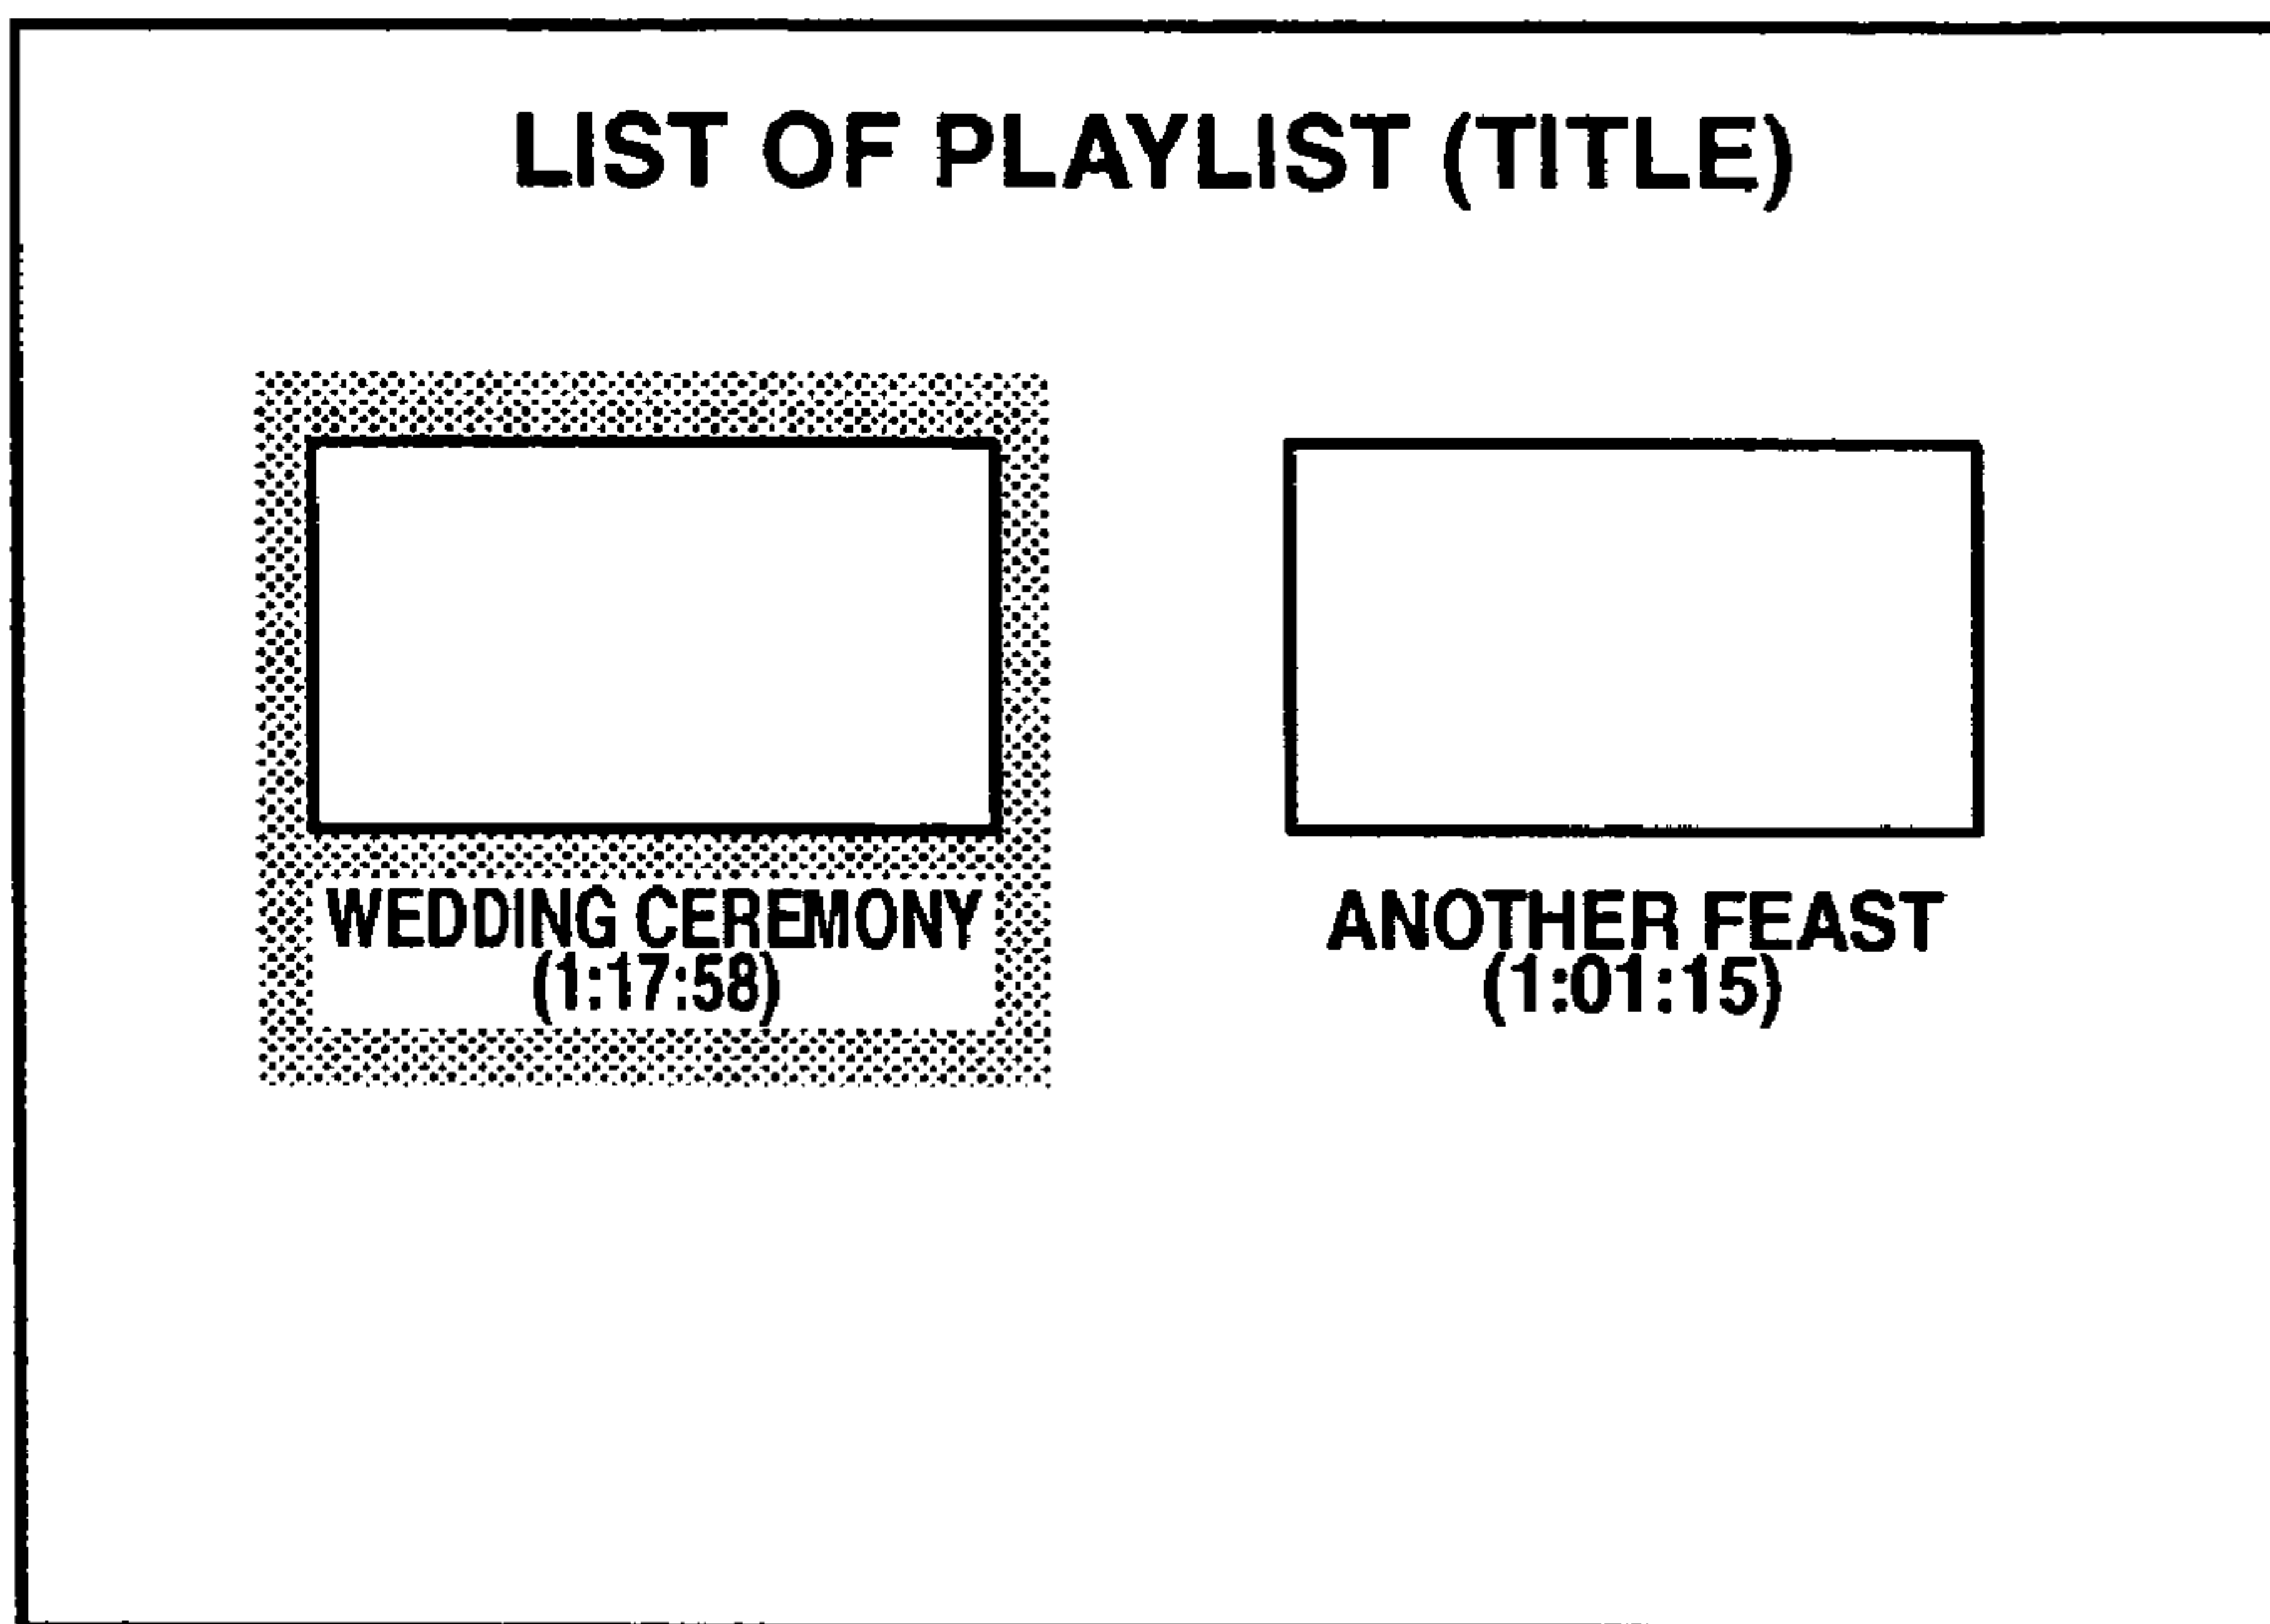 LIST OF PLAYLIST (TITLE)
WEDDING CEREMONY
(1:17:58)
ANOTHER FEAST
(1:01:15)